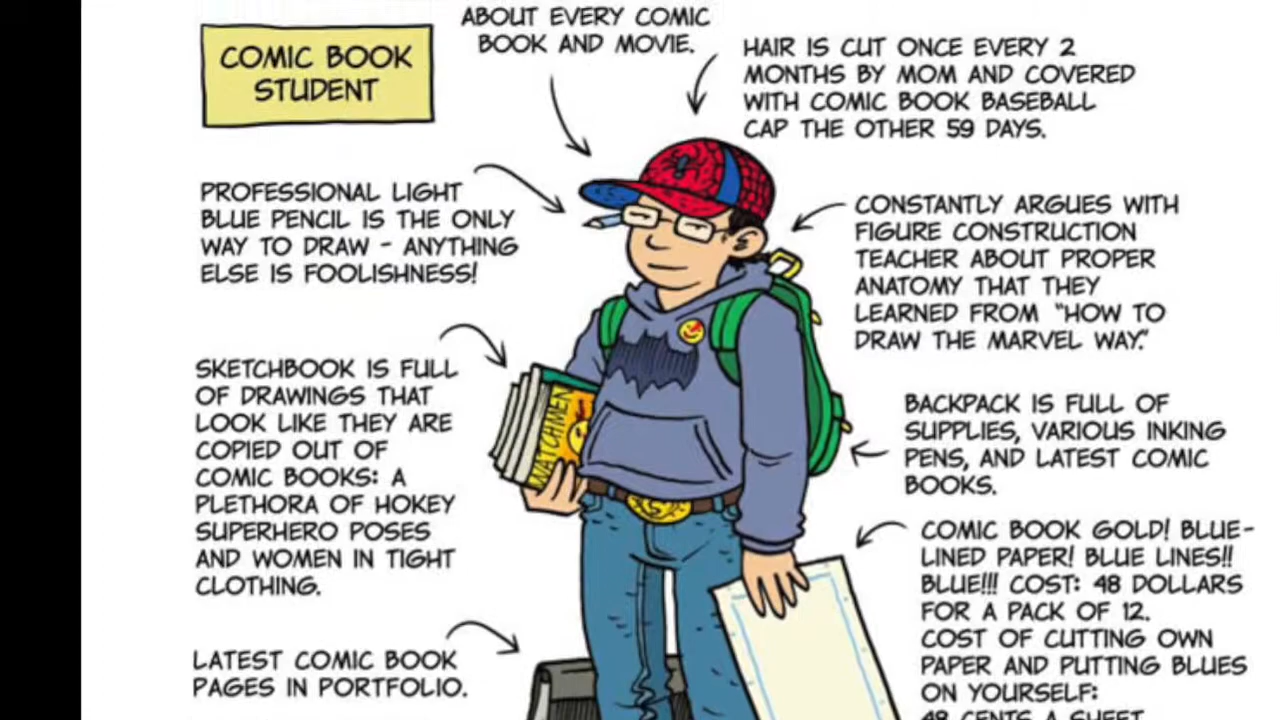 COMIC BOOK
STUDENT
ABOUT EVERY COMIC
BOOK AND MOVIE.
HAIR IS CUT ONCE EVERY 2
MONTHS BY MOM AND COVERED
WITH COMIC BOOK BASEBALL
CAP THE OTHER 59 DAYS.
PROFESSIONAL LIGHT
BLUE PENCIL IS THE ONLY
WAY TO DRAW - ANYTHING
ELSE IS FOOLISHNESS!
CONSTANTLY ARGUES WITH
FIGURE CONSTRUCTION
TEACHER ABOUT PROPER
ANATOMY THAT THEY
LEARNED FROM "HOW TO
DRAW THE MARVEL WAY."
SKETCHBOOK IS FULL
OF DRAWINGS THAT
LOOK LIKE THEY ARE
COPIED OUT OF
COMIC BOOKS: A
PLETHORA OF HOKEY
SUPERHERO POSES
AND WOMEN IN TIGHT
CLOTHING.
WATCHMEN
BACKPACK IS FULL OF
SUPPLIES, VARIOUS INKING
PENS, AND LATEST COMIC
BOOKS.
COMIC BOOK GOLD! BLUE-
LINED PAPER! BLUE LINES!!
BLUE!!! COST: 48 DOLLARS
FOR A PACK OF 12.
COST OF CUTTING OWN
PAPER AND PUTTING BLUES
ON YOURSELF:
48 CENTS A SHEET
LATEST COMIC BOOK
PAGES IN PORTFOLIO.